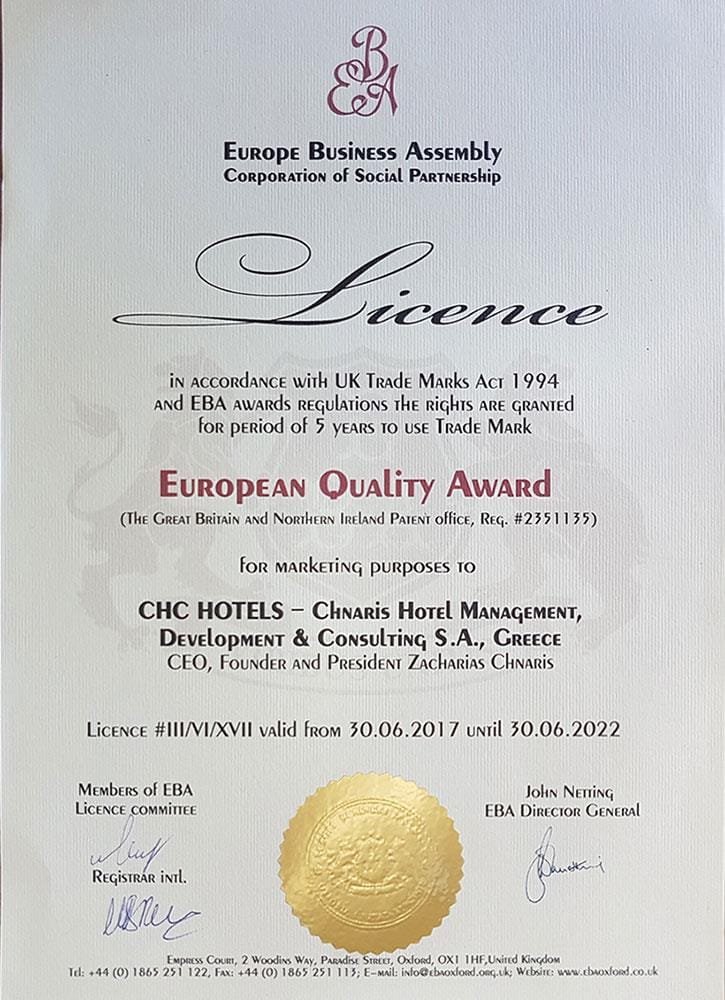 EBA
Europe Business Assembly
Corporation of Social Partnership
Licence
in accordance with UK Trade Marks Act 1994
and EBA awards regulations the rights are granted
for period of 5 years to use Trade Mark
European Quality Award
(The Great Britain and Northern Ireland Patent office, Reg. #2351135)
for marketing purposes to
CHC HOTELS – Chnaris Hotel Management,
Development & Consulting S.A., Greece
CEO, Founder and President Zacharias Chnaris
Licence #III/VI/XVII valid from 30.06.2017 until 30.06.2022
Members of EBA
Licence committee
Registrar intl.
John Netting
EBA Director General
Empress Court, 2 Woodins Way, Paradise Street, Oxford, OX1 1HF,United Kingdom
Tel: +44 (0) 1865 251 122, Fax: +44 (0) 1865 251 113; E-mail: info@ebaoxford.org.uk; Website: www.ebaoxford.co.uk